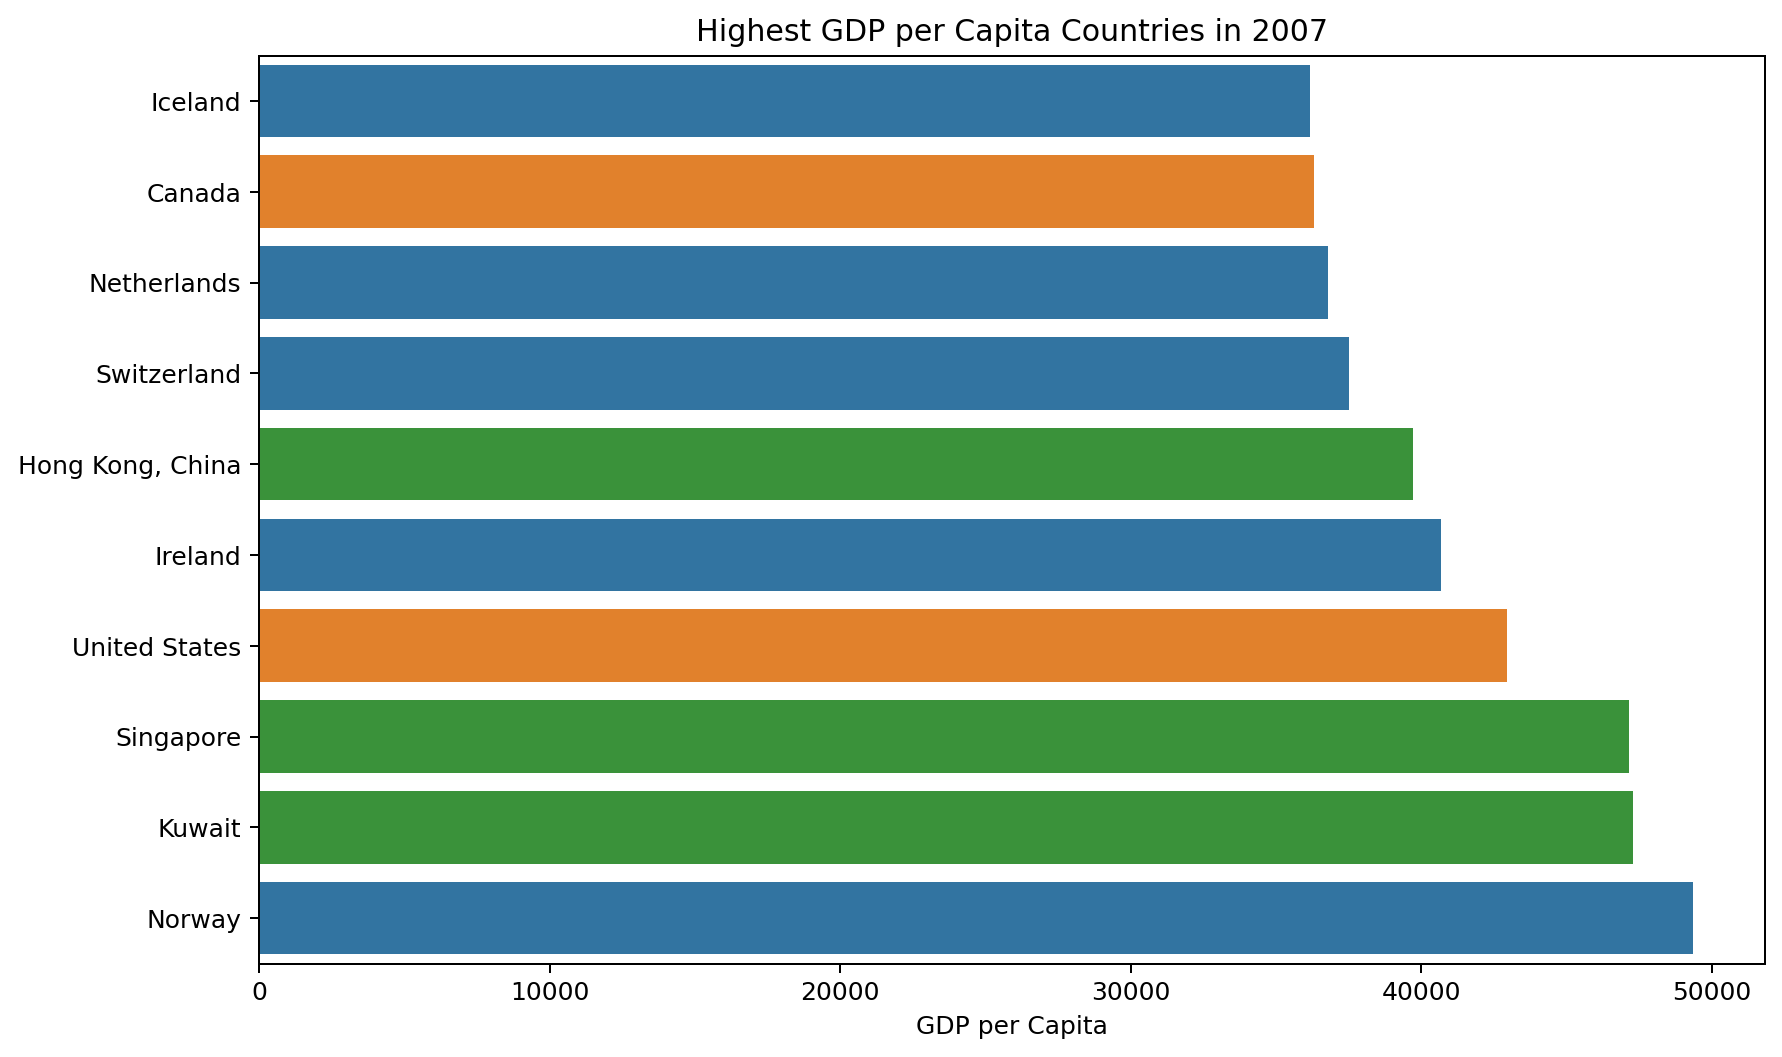 Highest GDP per Capita Countries in 2007
Iceland
Canada
Netherlands
Switzerland
Hong Kong, China
Ireland
United States
Singapore
Kuwait
Norway
0 10000 20000 30000 40000 50000
GDP per Capita